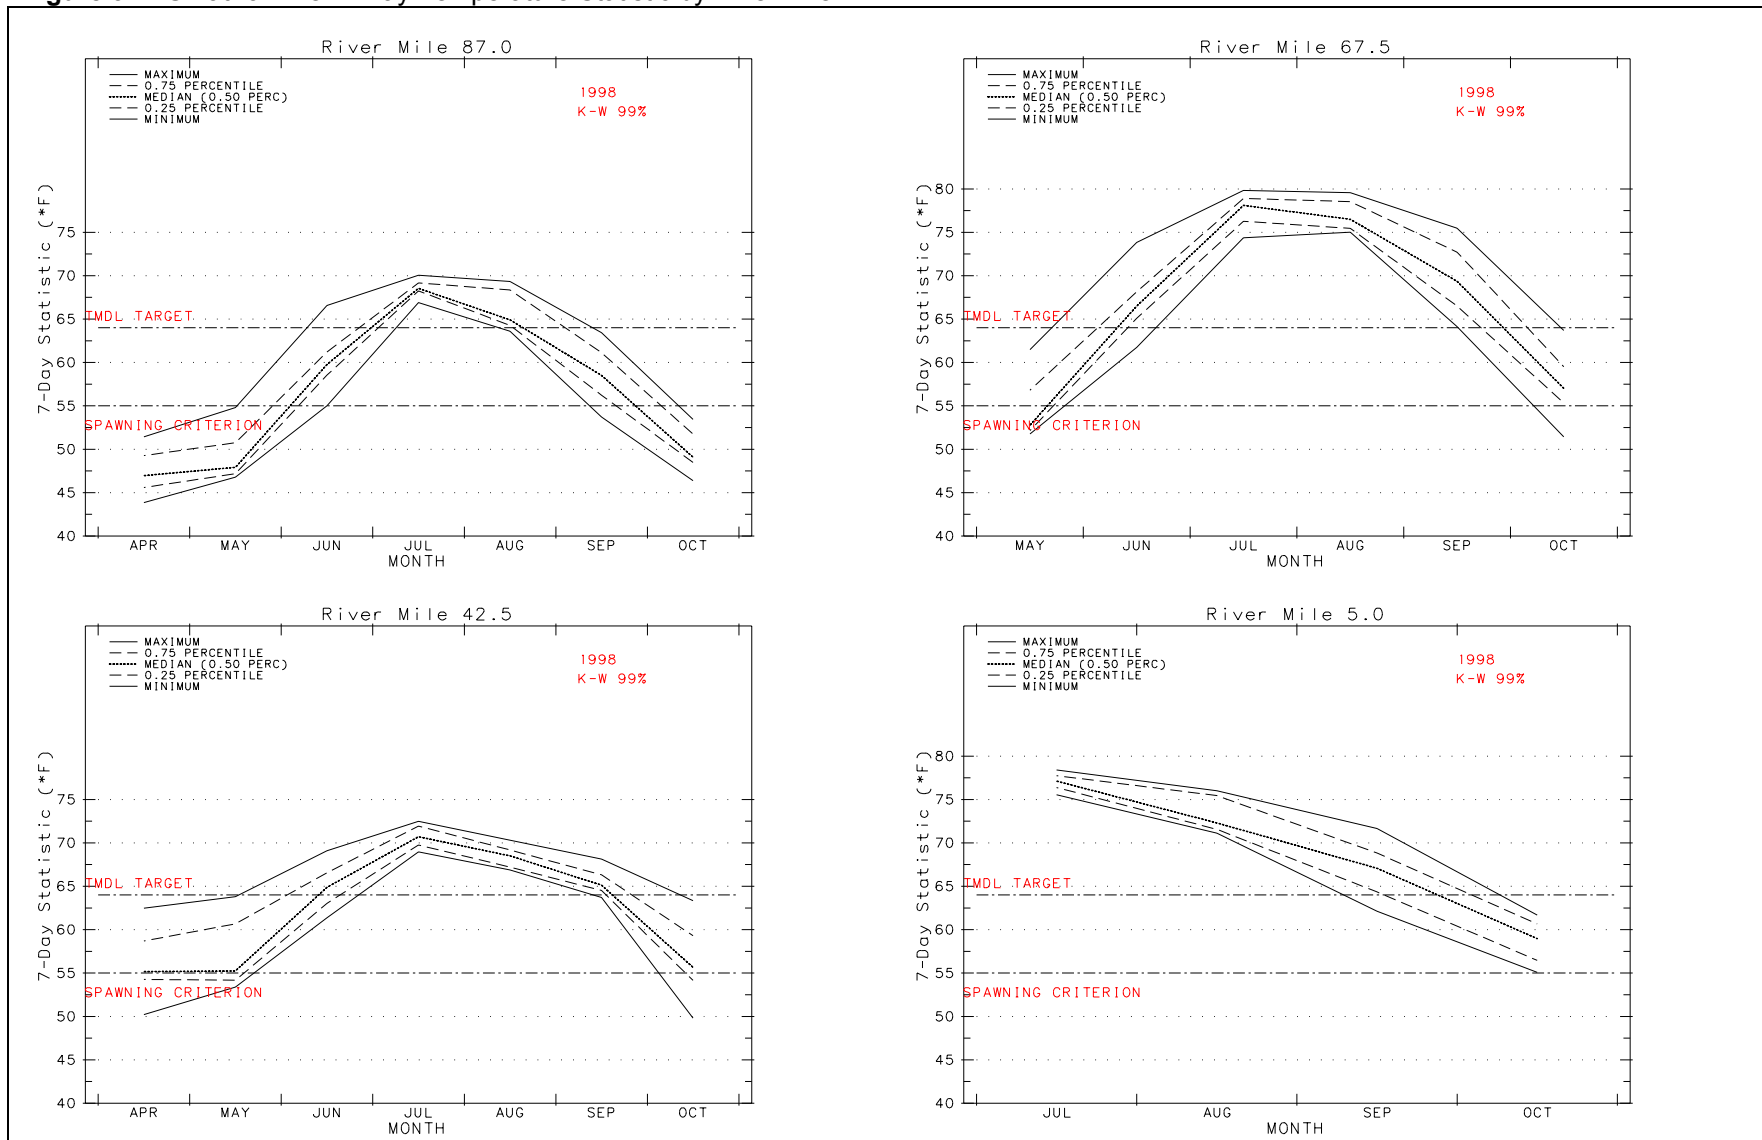 River Mile 87.0
MAXIMUM
0.75 PERCENTILE
MEDIAN (0.50 PERC)
0.25 PERCENTILE
MINIMUM
1998
K-W 99%
7-Day Statistic (*F)
75
70
65
60
55
50
45
40
TMDL TARGET
SPAWNING CRITERION
APR MAY JUN JUL AUG SEP OCT
MONTH
River Mile 67.5
MAXIMUM
0.75 PERCENTILE
MEDIAN (0.50 PERC)
0.25 PERCENTILE
MINIMUM
1998
K-W 99%
7-Day Statistic (*F)
80
75
70
65
60
55
50
45
40
TMDL TARGET
SPAWNING CRITERION
MAY JUN JUL AUG SEP OCT
MONTH
River Mile 42.5
MAXIMUM
0.75 PERCENTILE
MEDIAN (0.50 PERC)
0.25 PERCENTILE
MINIMUM
1998
K-W 99%
7-Day Statistic (*F)
75
70
65
60
55
50
45
40
TMDL TARGET
SPAWNING CRITERION
APR MAY JUN JUL AUG SEP OCT
MONTH
River Mile 5.0
MAXIMUM
0.75 PERCENTILE
MEDIAN (0.50 PERC)
0.25 PERCENTILE
MINIMUM
1998
K-W 99%
7-Day Statistic (*F)
80
75
70
65
60
55
50
45
40
TMDL TARGET
SPAWNING CRITERION
JUL AUG SEP OCT
MONTH